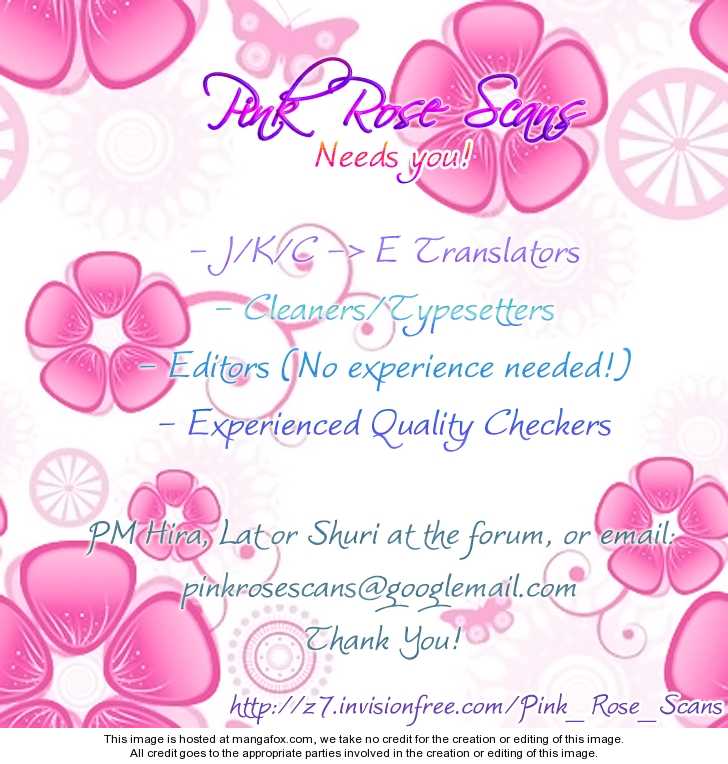 Pink Rose Scans
Needs you!
- J/K/C -> E Translators
- Cleaners/Typesetters
- Editors (No experience needed!)
- Experienced Quality Checkers
PM Hira, Lat or Shuri at the forum, or email:
pinkrosescans@googlemail.com
Thank You!
http://z7.invisionfree.com/Pink_Rose_Scans
This image is hosted at mangafox.com, we take no credit for the creation or editing of this image.
All credit goes to the appropriate parties involved in the creation or editing of this image.